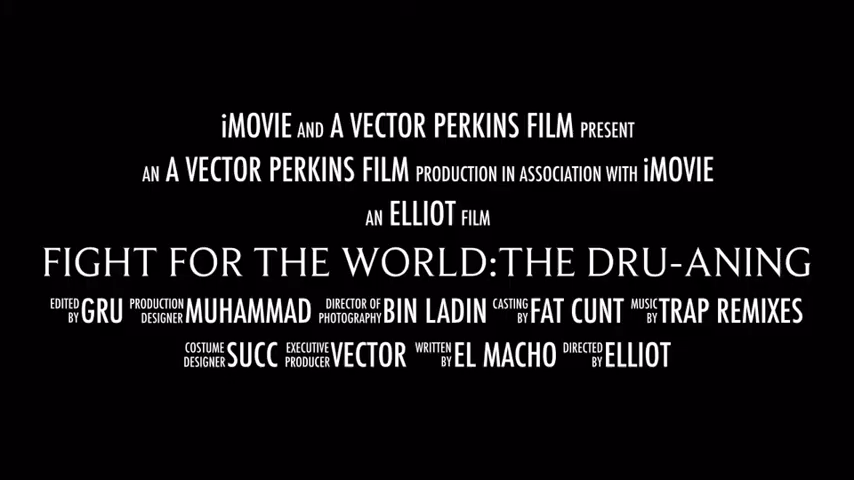 iMOVIE AND A VECTOR PERKINS FILM PRESENT
AN A VECTOR PERKINS FILM PRODUCTION IN ASSOCIATION WITH iMOVIE
AN ELLIOT FILM
FIGHT FOR THE WORLD:THE DRU-ANING
EDITED BY GRU PRODUCTION DESIGNER MUHAMMAD DIRECTOR OF PHOTOGRAPHY BIN LADIN CASTING BY FAT CUNT MUSIC BY TRAP REMIXES
COSTUME DESIGNER SUCC EXECUTIVE PRODUCER VECTOR WRITTEN BY EL MACHO DIRECTED BY ELLIOT